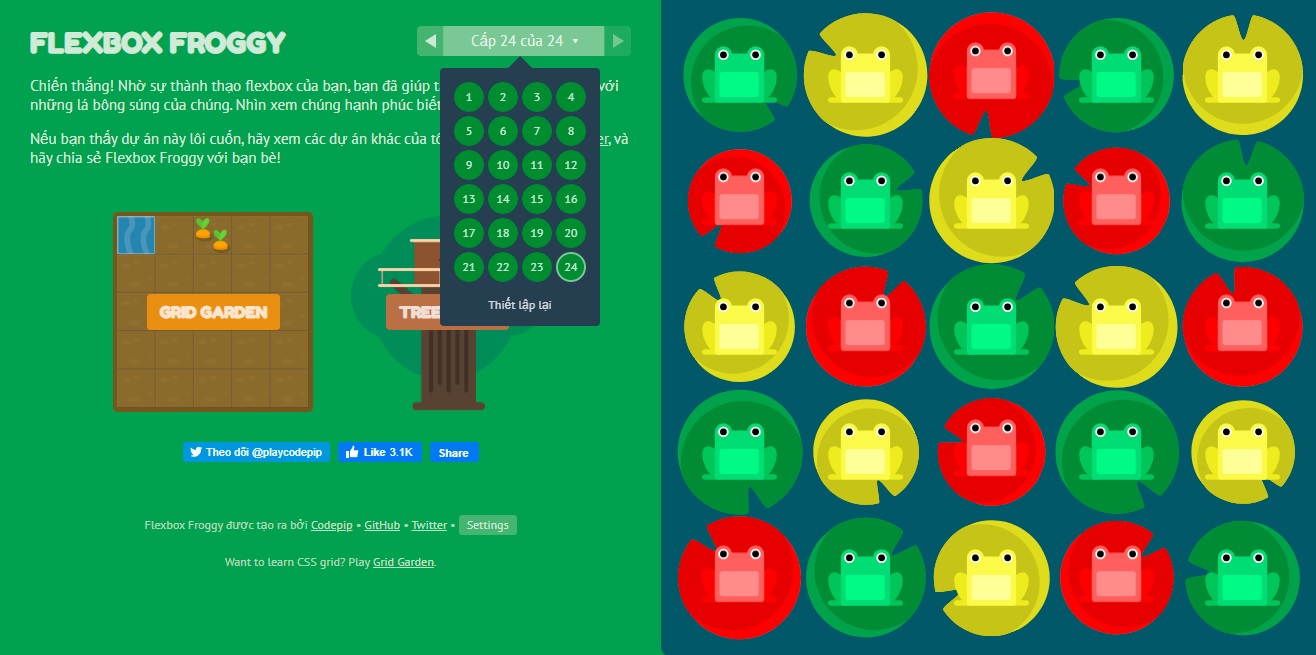 FLEXBOX FROGGY
Cấp 24 của 24
Chiến thắng! Nhờ sự thành thạo flexbox của bạn, bạn đã giúp t với
những lá bông súng của chúng. Nhìn xem chúng hạnh phúc biết
Nếu bạn thấy dự án này lôi cuốn, hãy xem các dự án khác của tô er, và
hãy chia sẻ Flexbox Froggy với bạn bè!
1 2 3 4
5 6 7 8
9 10 11 12
13 14 15 16
17 18 19 20
21 22 23 24
Thiết lập lại
GRID GARDEN
TREE
Theo dõi @playcodepip
Like 3.1K
Share
Flexbox Froggy được tạo ra bởi Codepip • GitHub • Twitter • Settings
Want to learn CSS grid? Play Grid Garden.